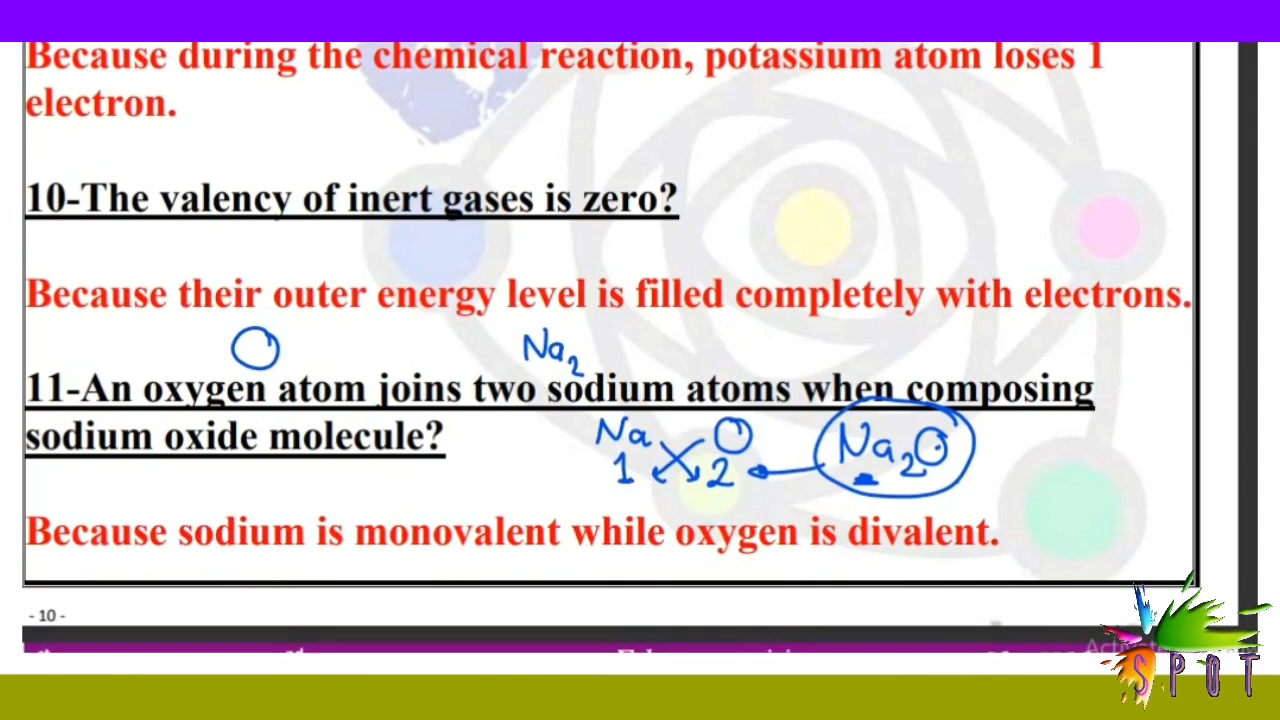 Because during the chemical reaction, potassium atom loses 1
electron.
10-The valency of inert gases is zero?
Because their outer energy level is filled completely with electrons.
O Na2
11-An oxygen atom joins two sodium atoms when composing
sodium oxide molecule?
Na O Na2O
1 2
Because sodium is monovalent while oxygen is divalent.
- 10 -
SPOT